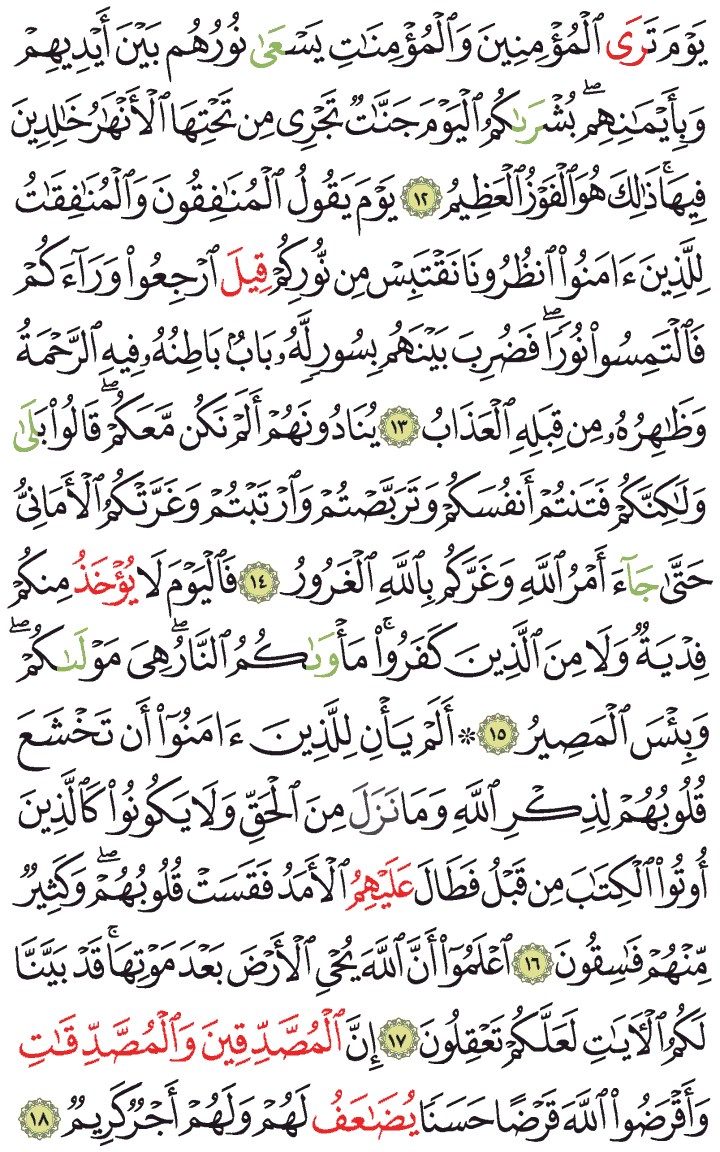 يَوْمَ تَرَى ٱلْمُؤْمِنِينَ وَٱلْمُؤْمِنَٰتِ يَسْعَىٰ نُورُهُم بَيْنَ أَيْدِيهِمْ
وَبِأَيْمَٰنِهِمۖ بُشْرَىٰكُمُ ٱلْيَوْمَ جَنَّٰتٌ تَجْرِى مِن تَحْتِهَا ٱلْأَنْهَٰرُ خَٰلِدِينَ
فِيهَاۚ ذَٰلِكَ هُوَ ٱلْفَوْزُ ٱلْعَظِيمُ ١٢ يَوْمَ يَقُولُ ٱلْمُنَٰفِقُونَ وَٱلْمُنَٰفِقَٰتُ
لِلَّذِينَ ءَامَنُوا۟ ٱنظُرُونَا نَقْتَبِسْ مِن نُّورِكُمْ قِيلَ ٱرْجِعُوا۟ وَرَآءَكُمْ
فَٱلْتَمِسُوا۟ نُورًاۖ فَضُرِبَ بَيْنَهُم بِسُورٍ لَّهُۥ بَابٌۢ بَاطِنُهُۥ فِيهِ ٱلرَّحْمَةُ
وَظَٰهِرُهُۥ مِن قِبَلِهِ ٱلْعَذَابُ ١٣ يُنَادُونَهُمْ أَلَمْ نَكُن مَّعَكُمْۖ قَالُوا۟ بَلَىٰ
وَلَٰكِنَّكُمْ فَتَنتُمْ أَنفُسَكُمْ وَتَرَبَّصْتُمْ وَٱرْتَبْتُمْ وَغَرَّتْكُمُ ٱلْأَمَانِىُّ
حَتَّىٰ جَآءَ أَمْرُ ٱللَّهِ وَغَرَّكُم بِٱللَّهِ ٱلْغَرُورُ ١٤ فَٱلْيَوْمَ لَا يُؤْخَذُ مِنكُمْ
فِدْيَةٌ وَلَا مِنَ ٱلَّذِينَ كَفَرُوا۟ۚ مَأْوَىٰكُمُ ٱلنَّارُۖ هِىَ مَوْلَىٰكُمْۖ
وَبِئْسَ ٱلْمَصِيرُ ١٥ ۞ أَلَمْ يَأْنِ لِلَّذِينَ ءَامَنُوٓا۟ أَن تَخْشَعَ
قُلُوبُهُمْ لِذِكْرِ ٱللَّهِ وَمَا نَزَلَ مِنَ ٱلْحَقِّ وَلَا يَكُونُوا۟ كَٱلَّذِينَ
أُوتُوا۟ ٱلْكِتَٰبَ مِن قَبْلُ فَطَالَ عَلَيْهِمُ ٱلْأَمَدُ فَقَسَتْ قُلُوبُهُمْۖ وَكَثِيرٌ
مِّنْهُمْ فَٰسِقُونَ ١٦ ٱعْلَمُوٓا۟ أَنَّ ٱللَّهَ يُحْىِ ٱلْأَرْضَ بَعْدَ مَوْتِهَاۚ قَدْ بَيَّنَّا
لَكُمُ ٱلْـَٔايَٰتِ لَعَلَّكُمْ تَعْقِلُونَ ١٧ إِنَّ ٱلْمُصَّدِّقِينَ وَٱلْمُصَّدِّقَٰتِ
وَأَقْرَضُوا۟ ٱللَّهَ قَرْضًا حَسَنًا يُضَٰعَفُ لَهُمْ وَلَهُمْ أَجْرٌ كَرِيمٌ ١٨